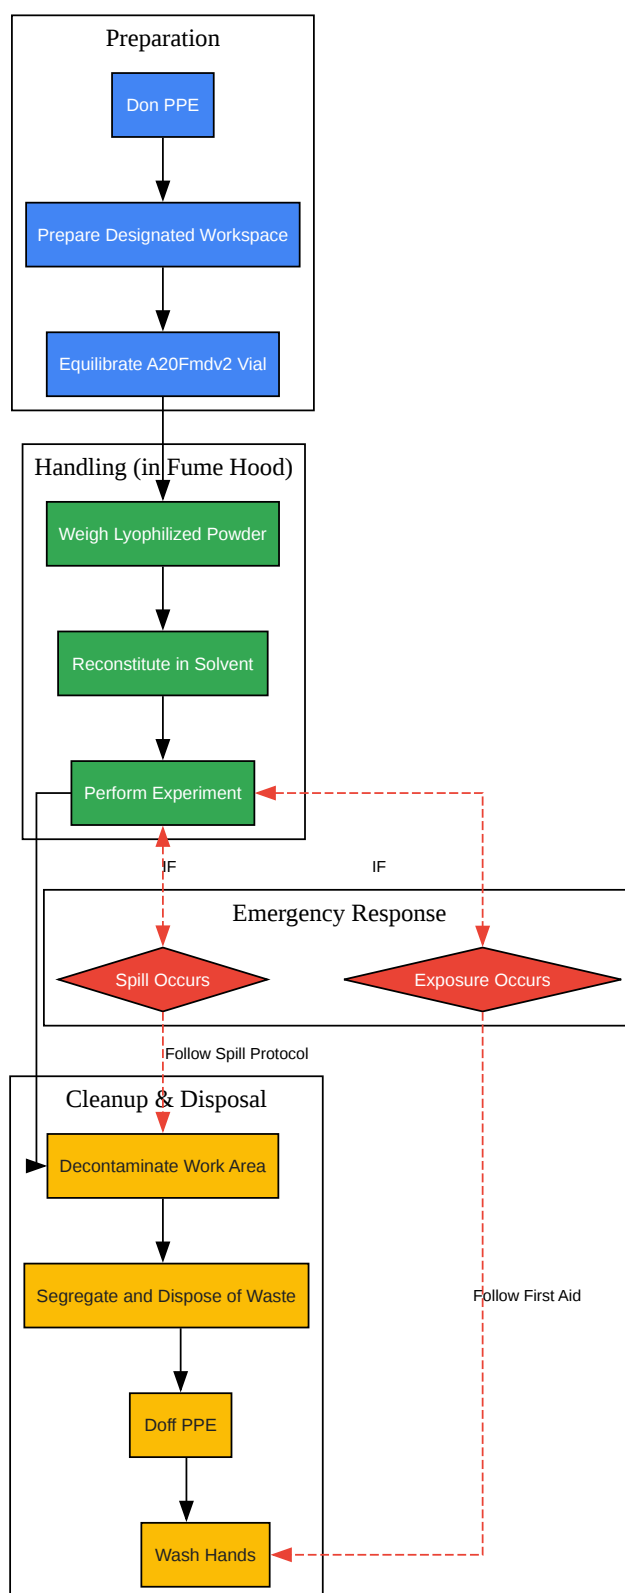 Preparation
Don PPE
Prepare Designated Workspace
Equilibrate A20Fmdv2 Vial
Handling (in Fume Hood)
Weigh Lyophilized Powder
Reconstitute in Solvent
Perform Experiment
IF
IF
Emergency Response
Spill Occurs
Exposure Occurs
Follow Spill Protocol
Cleanup & Disposal
Decontaminate Work Area
Segregate and Dispose of Waste
Follow First Aid
Doff PPE
Wash Hands